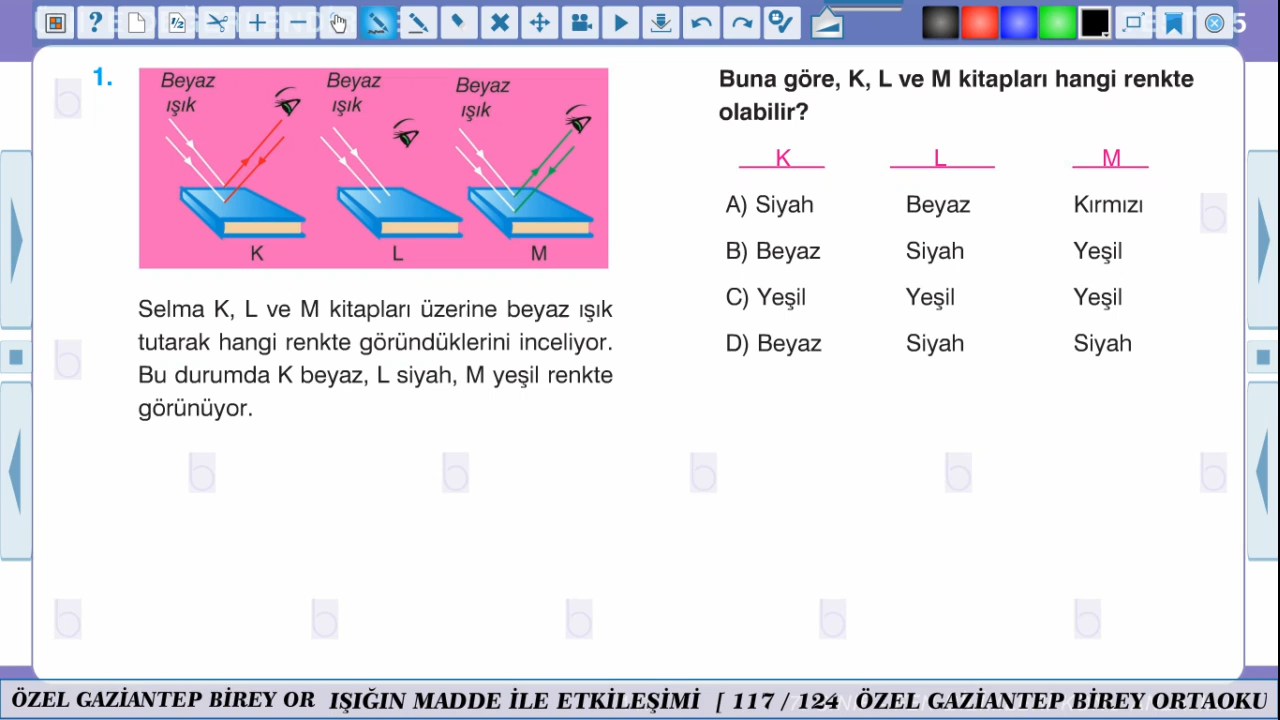 5
1.
Beyaz
ışık
Beyaz
ışık
Beyaz
ışık
K
L
M
Selma K, L ve M kitapları üzerine beyaz ışık
tutarak hangi renkte göründüklerini inceliyor.
Bu durumda K beyaz, L siyah, M yeşil renkte
görünüyor.
Buna göre, K, L ve M kitapları hangi renkte
olabilir?
K L M
A) Siyah Beyaz Kırmızı
B) Beyaz Siyah Yeşil
C) Yeşil Yeşil Yeşil
D) Beyaz Siyah Siyah
ÖZEL GAZİANTEP BİREY OR IŞIĞIN MADDE İLE ETKİLEŞİMİ [ 117 / 124 ÖZEL GAZİANTEP BİREY ORTAOKU